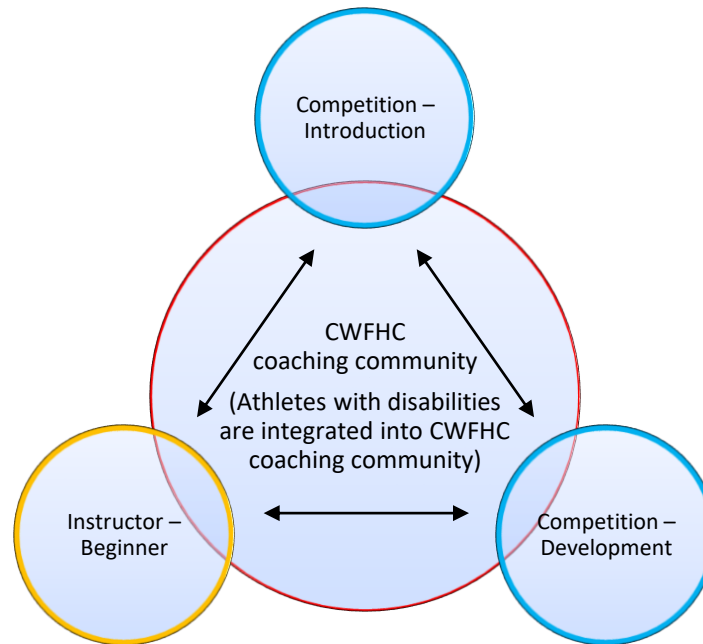 Competition –
Introduction
CWFHC
coaching community
(Athletes with disabilities
are integrated into CWFHC
coaching community)
Instructor –
Beginner
Competition –
Development